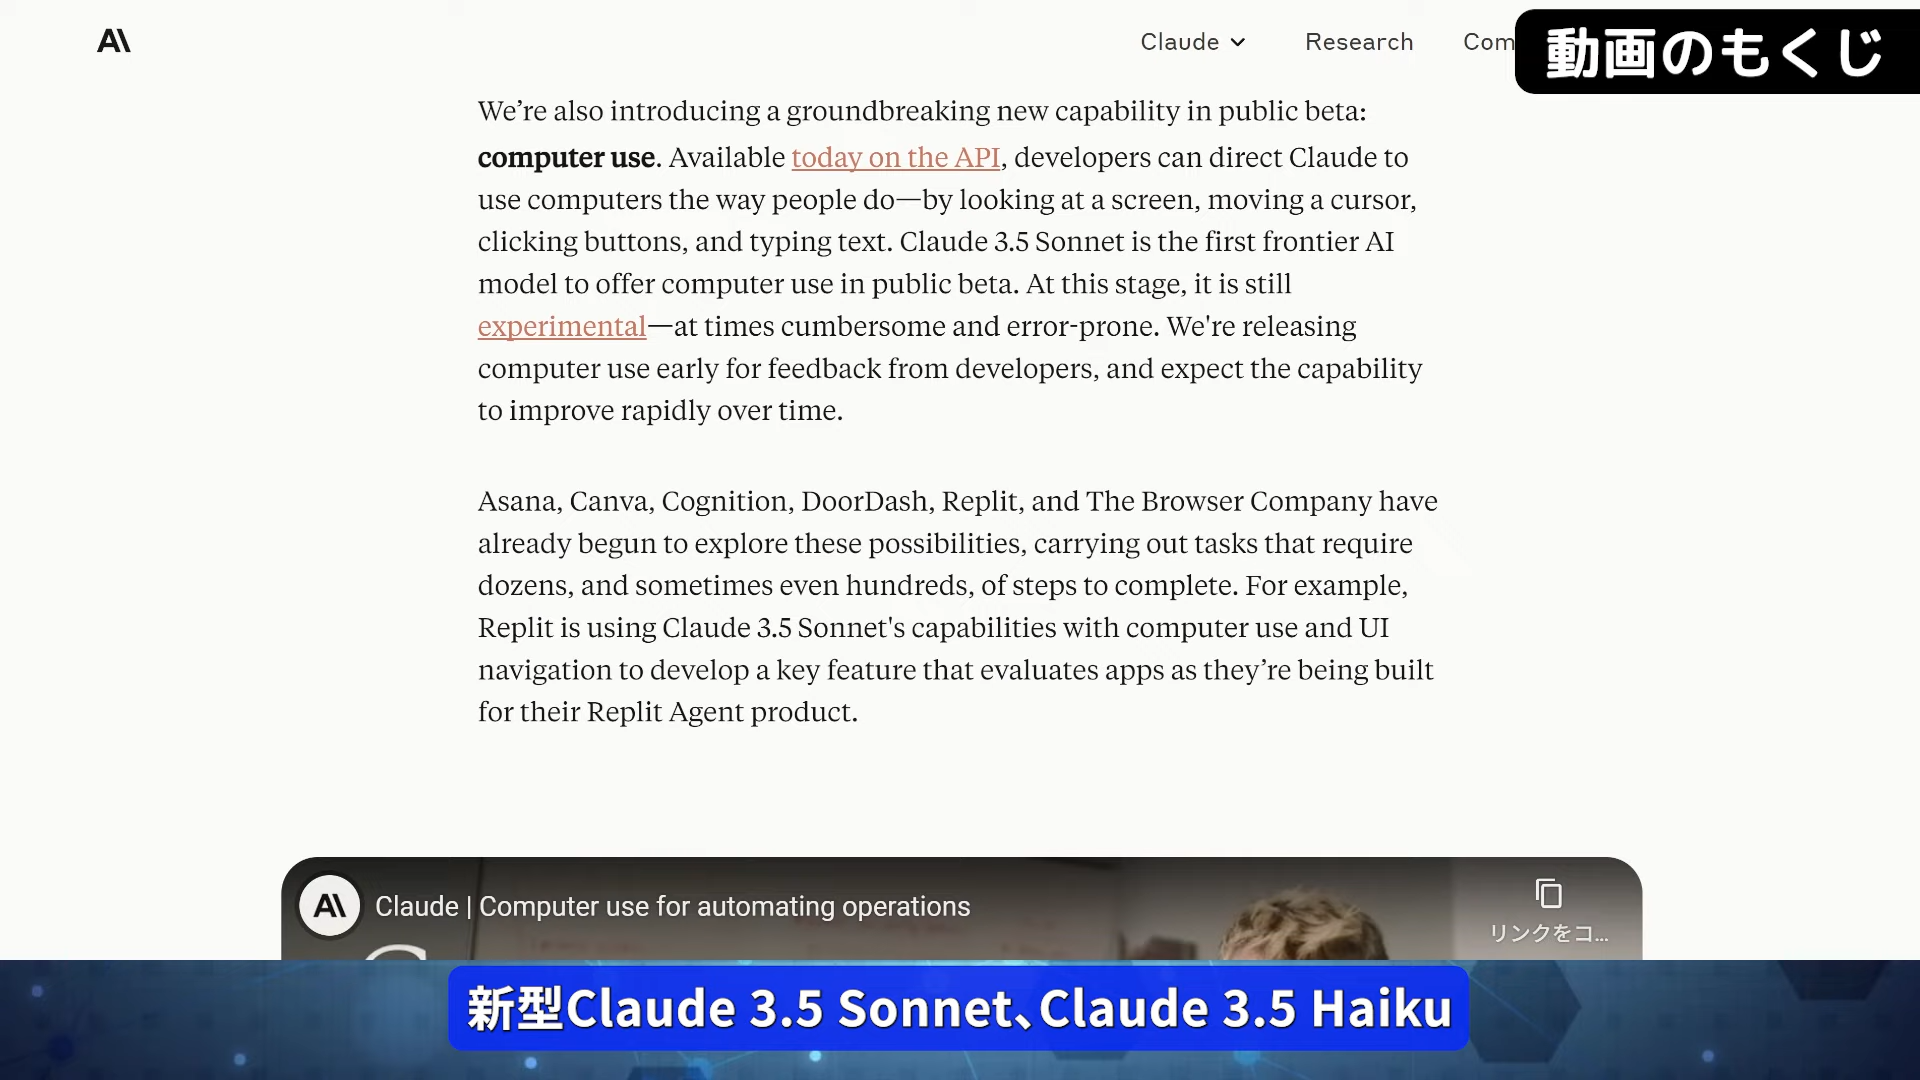 A\
Claude
Research
Com
動画のもくじ
We’re also introducing a groundbreaking new capability in public beta:
computer use. Available today on the API, developers can direct Claude to
use computers the way people do—by looking at a screen, moving a cursor,
clicking buttons, and typing text. Claude 3.5 Sonnet is the first frontier AI
model to offer computer use in public beta. At this stage, it is still
experimental—at times cumbersome and error-prone. We're releasing
computer use early for feedback from developers, and expect the capability
to improve rapidly over time.
Asana, Canva, Cognition, DoorDash, Replit, and The Browser Company have
already begun to explore these possibilities, carrying out tasks that require
dozens, and sometimes even hundreds, of steps to complete. For example,
Replit is using Claude 3.5 Sonnet's capabilities with computer use and UI
navigation to develop a key feature that evaluates apps as they’re being built
for their Replit Agent product.
A\
Claude | Computer use for automating operations
リンクをコ...
新型Claude 3.5 Sonnet、Claude 3.5 Haiku